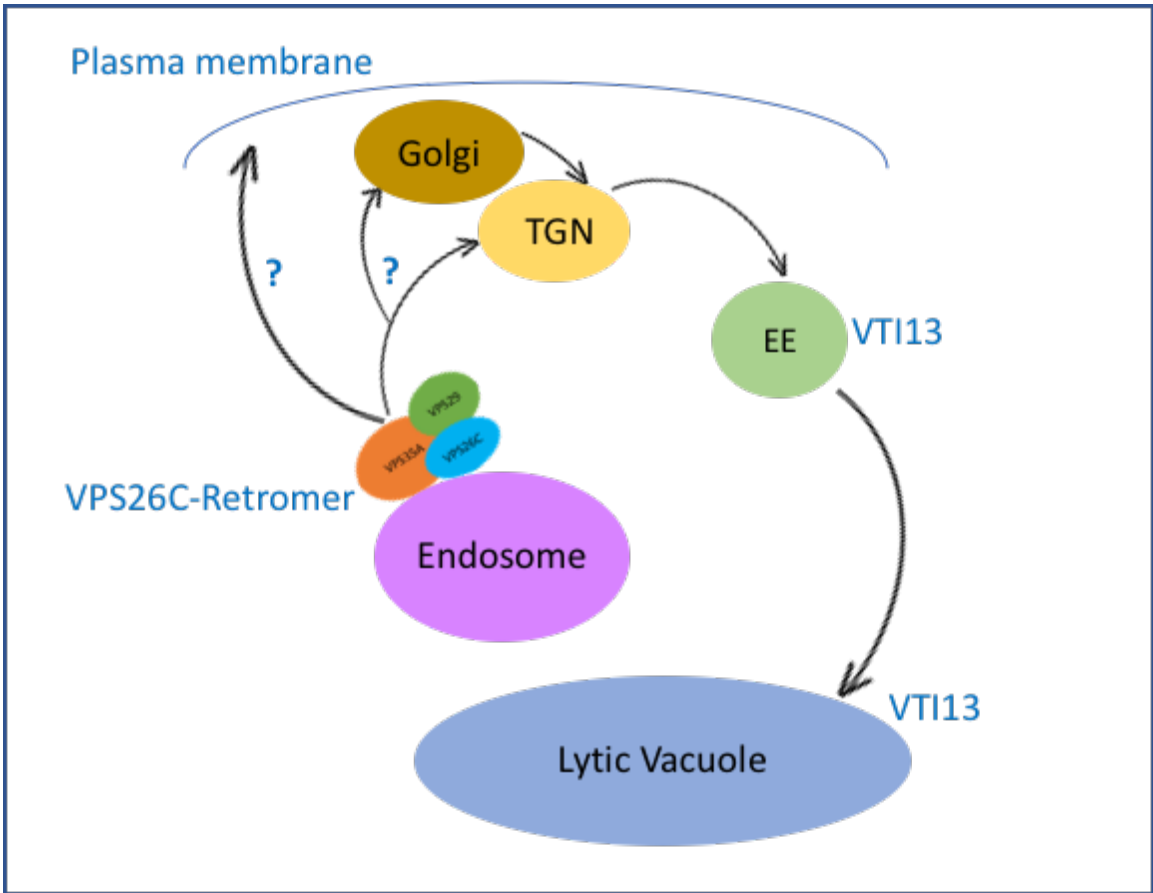 Plasma membrane
Golgi
TGN
?
?
EE
VTI13
VPS29
VPS35A
VPS26C
VPS26C-Retromer
Endosome
VTI13
Lytic Vacuole